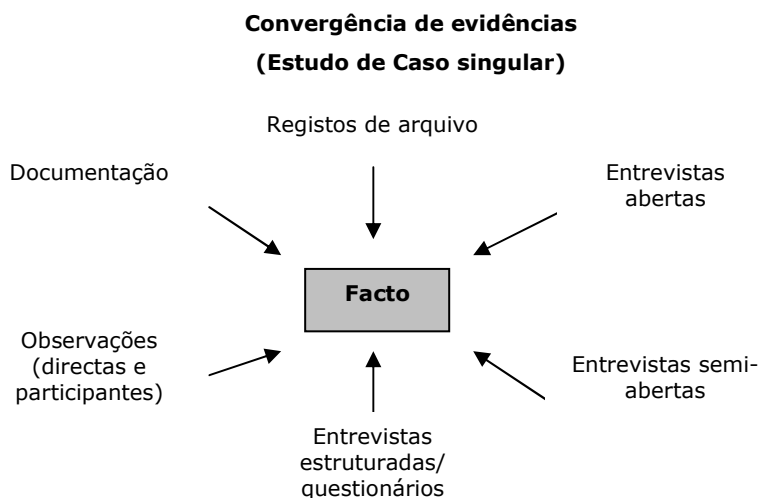 Convergência de evidências
(Estudo de Caso singular)
Registos de arquivo
Documentação
Entrevistas
abertas
Facto
Observações
(directas e
participantes)
Entrevistas semi-
abertas
Entrevistas
estruturadas/
questionários